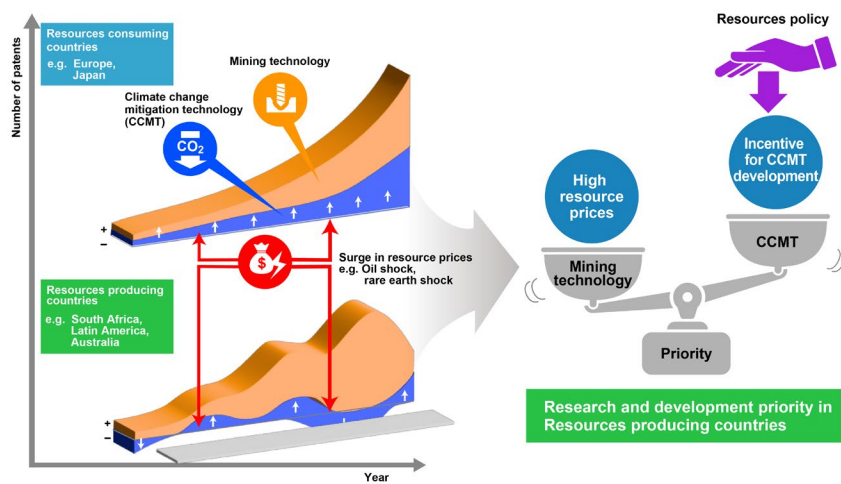 Number of patents
Resources consuming
countries
e.g. Europe,
Japan
Mining technology
Climate change
mitigation technology
(CCMT)
CO2
+
−
$
Surge in resource prices
e.g. Oil shock,
rare earth shock
Resources producing
countries
e.g. South Africa,
Latin America,
Australia
+
−
Year
Resources policy
High
resource
prices
Incentive
for CCMT
development
Mining
technology
CCMT
Priority
Research and development priority in
Resources producing countries